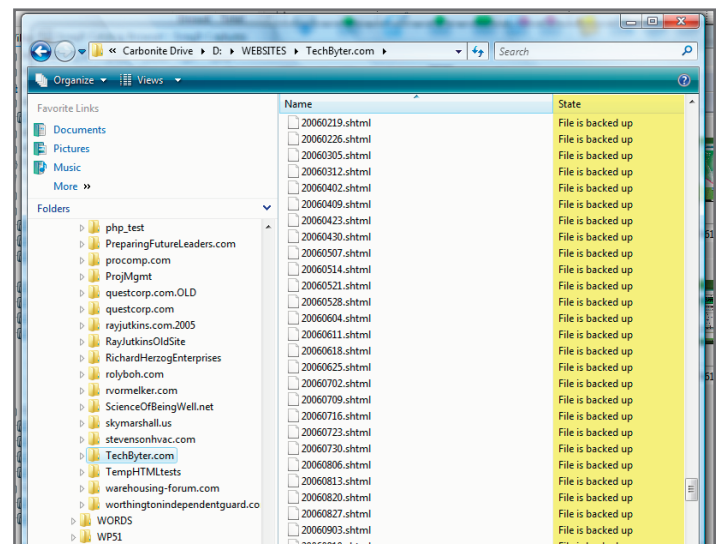 « Carbonite Drive ▸ D: ▸ WEBSITES ▸ TechByter.com ▸
Search
Organize Views
Favorite Links
Documents
Pictures
Music
More »
Folders
php_test
PreparingFutureLeaders.com
procomp.com
ProjMgmt
questcorp.com.OLD
questcorp.com
rayjutkins.com.2005
RayJutkinsOldSite
RichardHerzogEnterprises
rolyboh.com
rvormelker.com
ScienceOfBeingWell.net
skymarshall.us
stevensonhvac.com
TechByter.com
TempHTMLtests
warehousing-forum.com
worthingtonindependentguard.co
WORDS
WP51
Name State
20060219.shtml File is backed up
20060226.shtml File is backed up
20060305.shtml File is backed up
20060312.shtml File is backed up
20060402.shtml File is backed up
20060409.shtml File is backed up
20060423.shtml File is backed up
20060430.shtml File is backed up
20060507.shtml File is backed up
20060514.shtml File is backed up
20060521.shtml File is backed up
20060528.shtml File is backed up
20060604.shtml File is backed up
20060611.shtml File is backed up
20060618.shtml File is backed up
20060625.shtml File is backed up
20060702.shtml File is backed up
20060709.shtml File is backed up
20060716.shtml File is backed up
20060723.shtml File is backed up
20060730.shtml File is backed up
20060806.shtml File is backed up
20060813.shtml File is backed up
20060820.shtml File is backed up
20060827.shtml File is backed up
20060903.shtml File is backed up